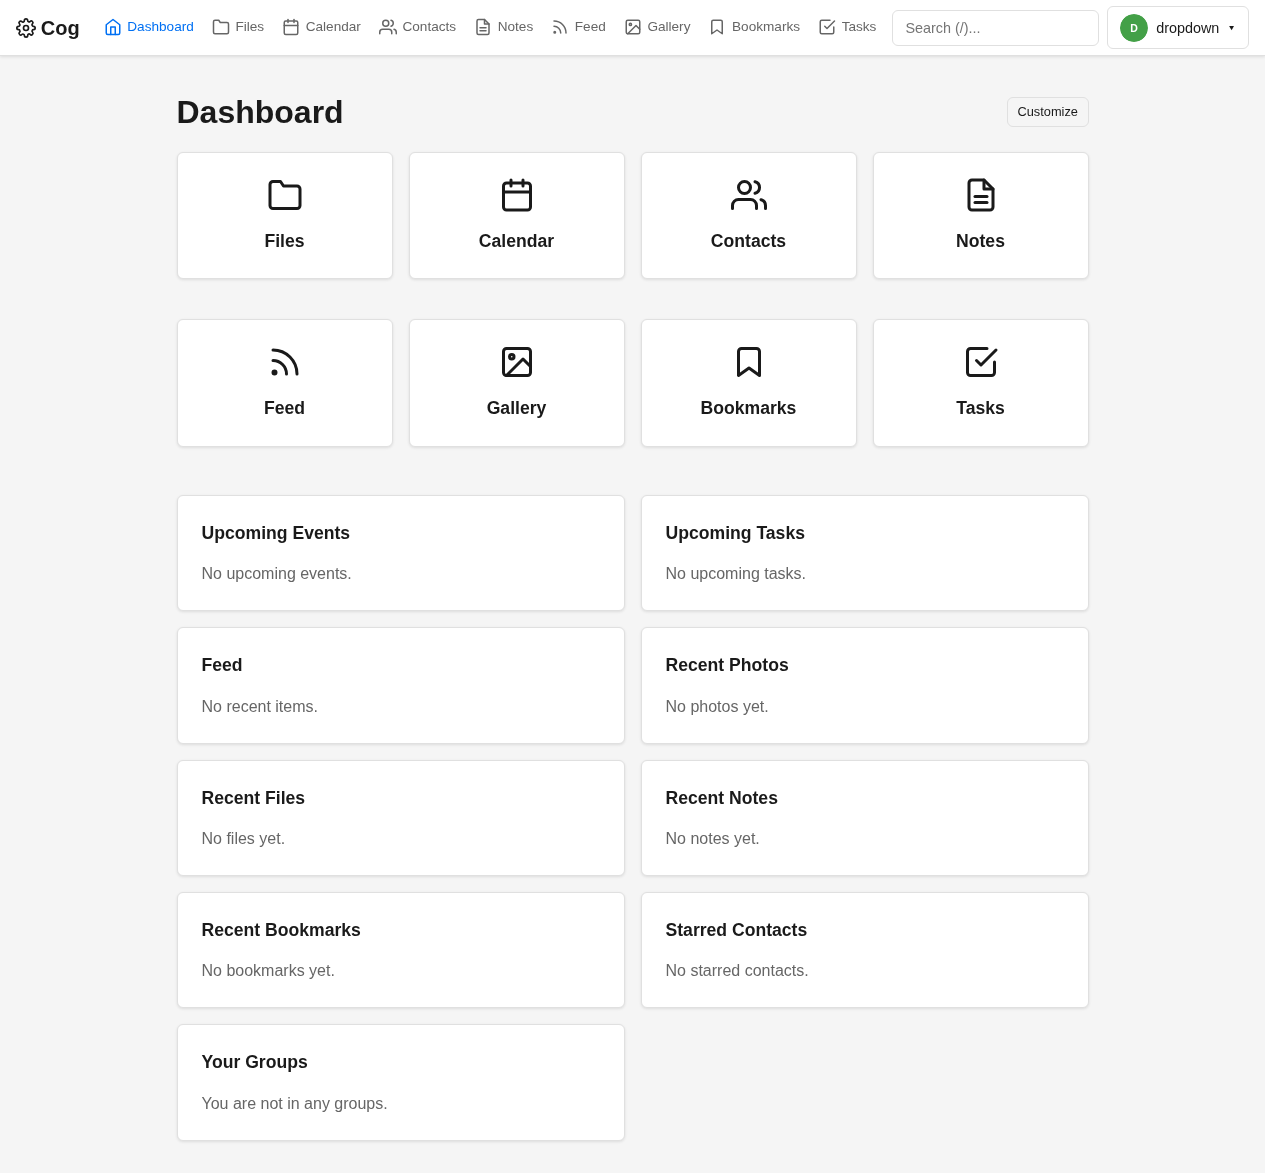 Cog
Dashboard
Files
Calendar
Contacts
Notes
Feed
Gallery
Bookmarks
Tasks
Search (/)...
D
dropdown
Dashboard
Customize
Files
Calendar
Contacts
Notes
Feed
Gallery
Bookmarks
Tasks
Upcoming Events
No upcoming events.
Upcoming Tasks
No upcoming tasks.
Feed
No recent items.
Recent Photos
No photos yet.
Recent Files
No files yet.
Recent Notes
No notes yet.
Recent Bookmarks
No bookmarks yet.
Starred Contacts
No starred contacts.
Your Groups
You are not in any groups.